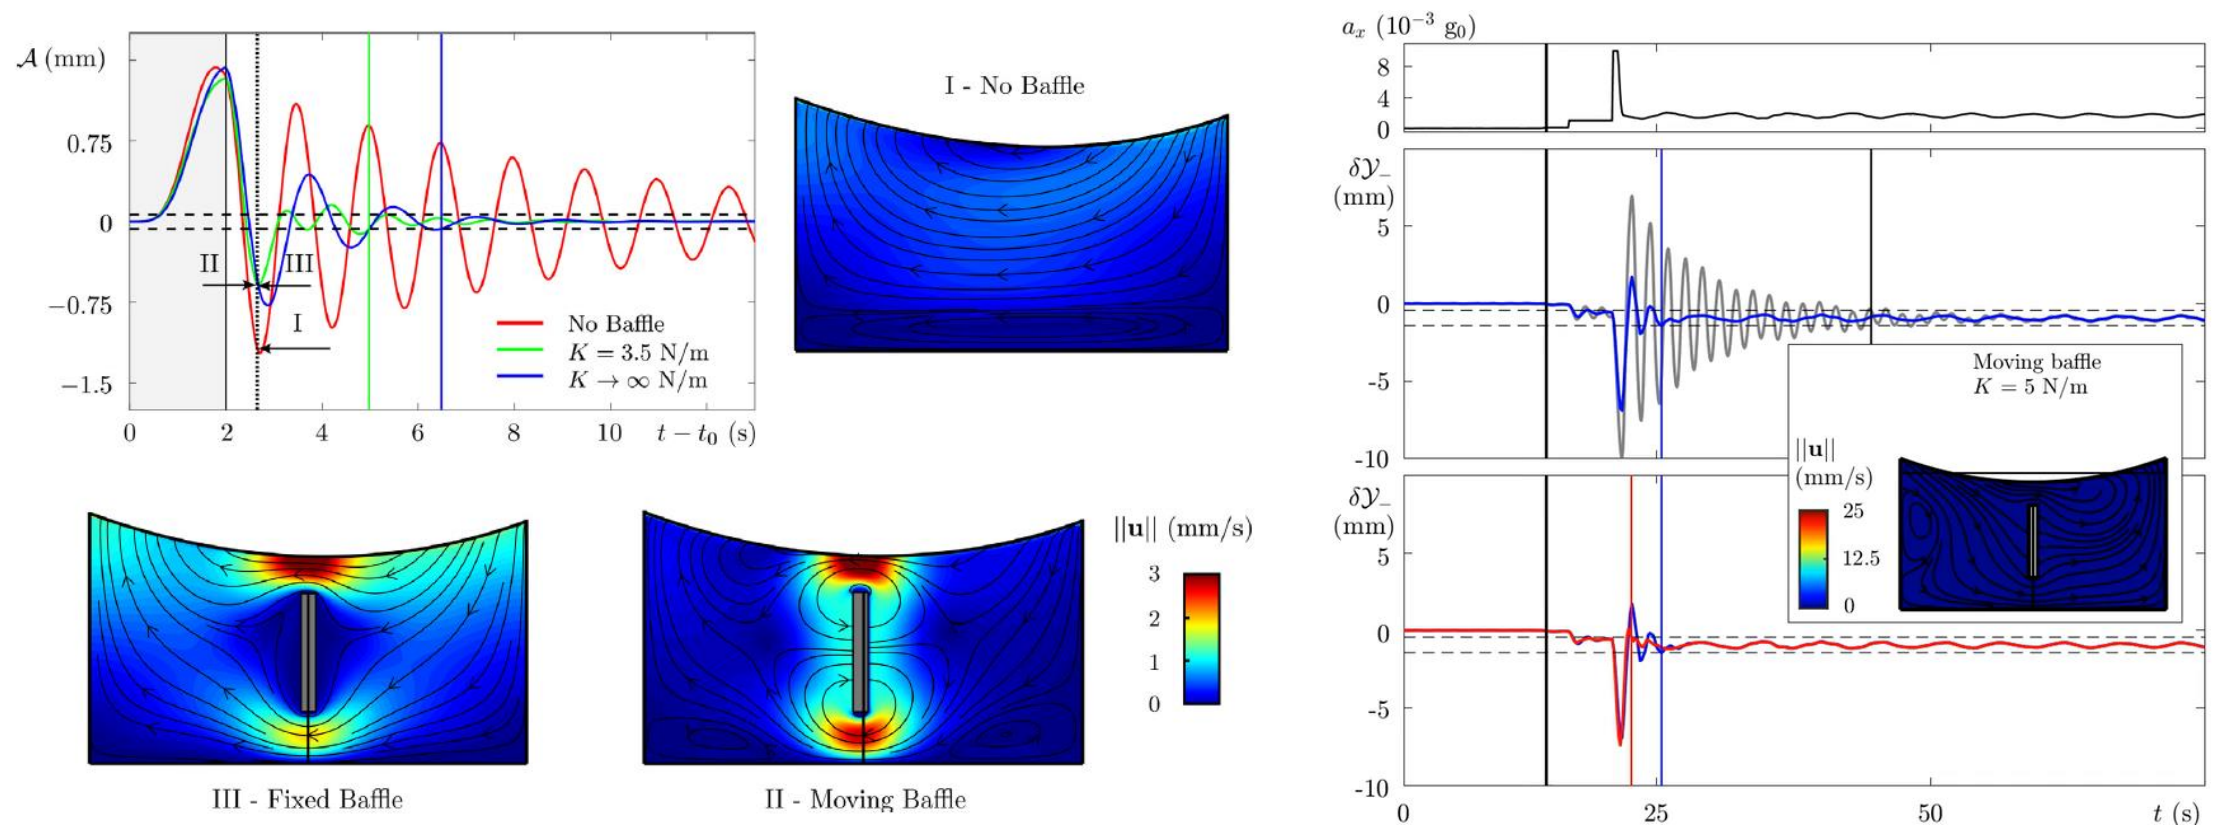 𝒜 (mm)
0.75
0
−0.75
−1.5
II
III
I
No Baffle
K = 3.5 N/m
K → ∞ N/m
0
2
4
6
8
10
t − t₀ (s)
I - No Baffle
III - Fixed Baffle
II - Moving Baffle
||u|| (mm/s)
3
2
1
0
aₓ (10⁻³ g₀)
8
4
0
δ𝒴₋
(mm)
5
0
-5
-10
Moving baffle
K = 5 N/m
||u||
(mm/s)
25
12.5
0
δ𝒴₋
(mm)
5
0
-5
-10
0
25
50
t (s)